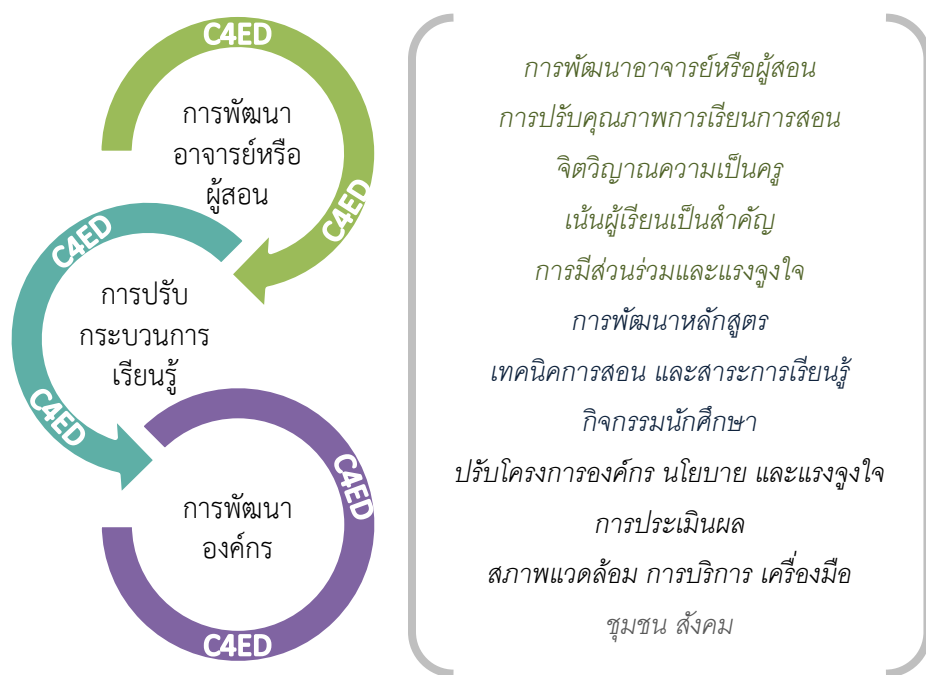 C4ED
การพัฒนา
อาจารย์หรือ
ผู้สอน
C4ED
C4ED
การปรับ
กระบวนการ
เรียนรู้
C4ED
C4ED
การพัฒนา
องค์กร
C4ED
การพัฒนาอาจารย์หรือผู้สอน
การปรับคุณภาพการเรียนการสอน
จิตวิญาณความเป็นครู
เน้นผู้เรียนเป็นสำคัญ
การมีส่วนร่วมและแรงจูงใจ
การพัฒนาหลักสูตร
เทคนิคการสอน และสาระการเรียนรู้
กิจกรรมนักศึกษา
ปรับโครงการองค์กร นโยบาย และแรงจูงใจ
การประเมินผล
สภาพแวดล้อม การบริการ เครื่องมือ
ชุมชน สังคม